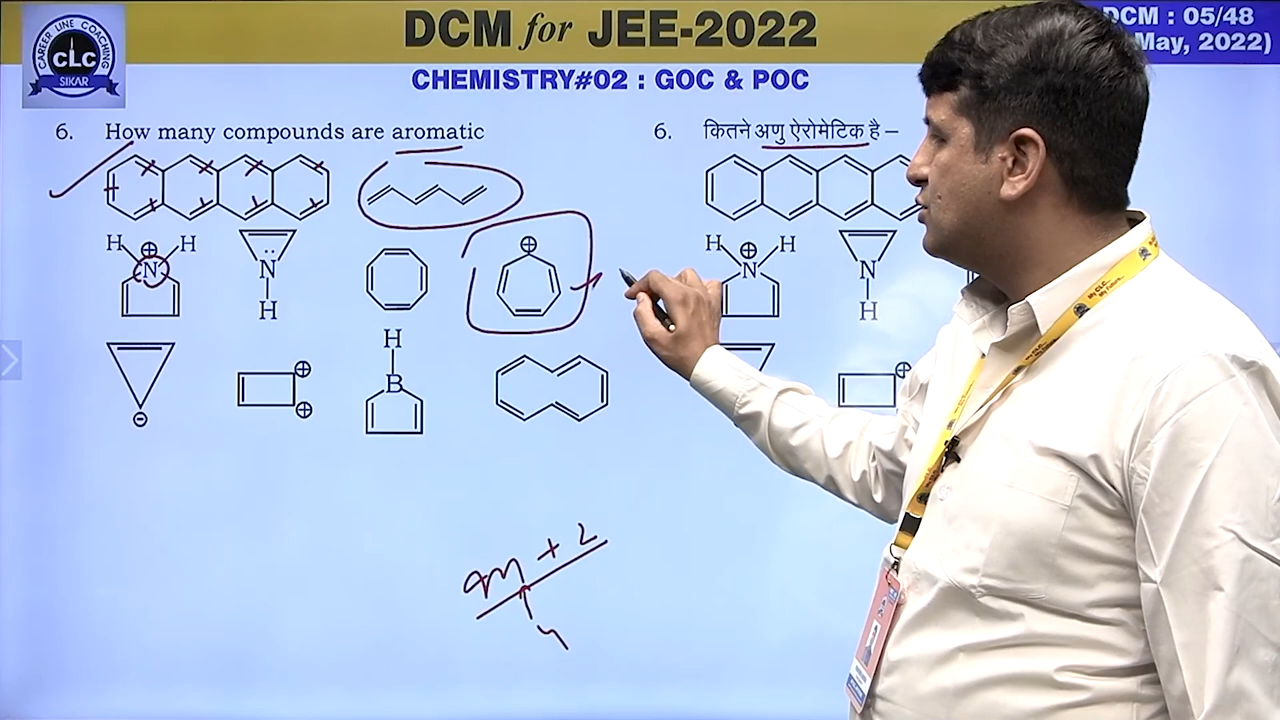 CAREER LINE COACHING
CLC
SIKAR
DCM for JEE-2022
DCM : 05/48
May, 2022)
CHEMISTRY#02 : GOC & POC
6. How many compounds are aromatic
6. कितने अणु ऐरोमेटिक है –
H ⊕ H
N
N
H
⊕
H ⊕ H
N
N
H
⊖
⊕
⊕
H
B
⊕
4n + 2
4